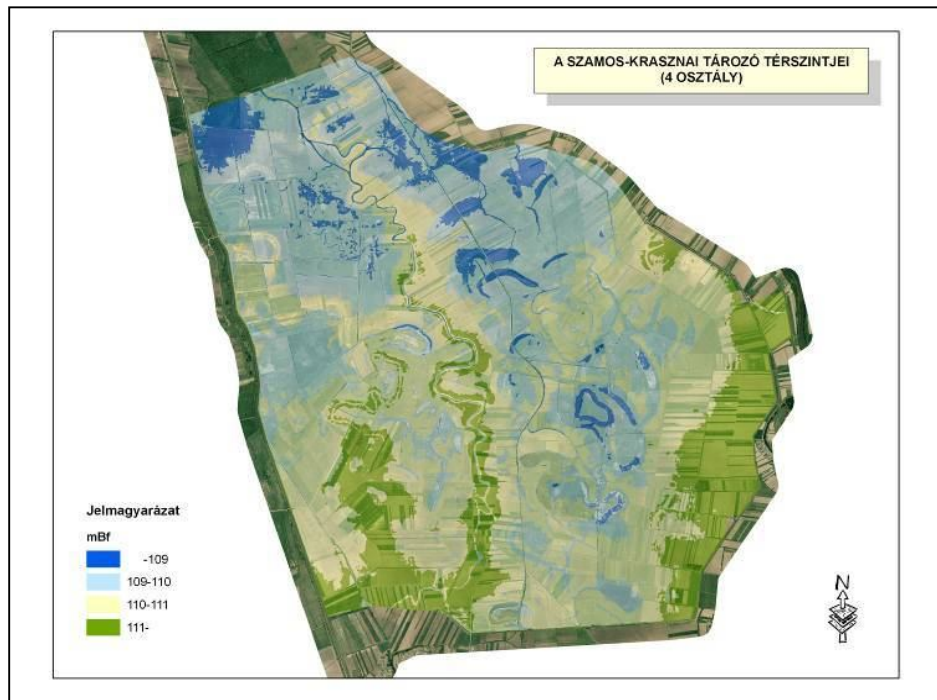 A SZAMOS-KRASZNAI TÁROZÓ TÉRSZINTJEI
(4 OSZTÁLY)
Jelmagyarázat
mBf
-109
109-110
110-111
111-
N